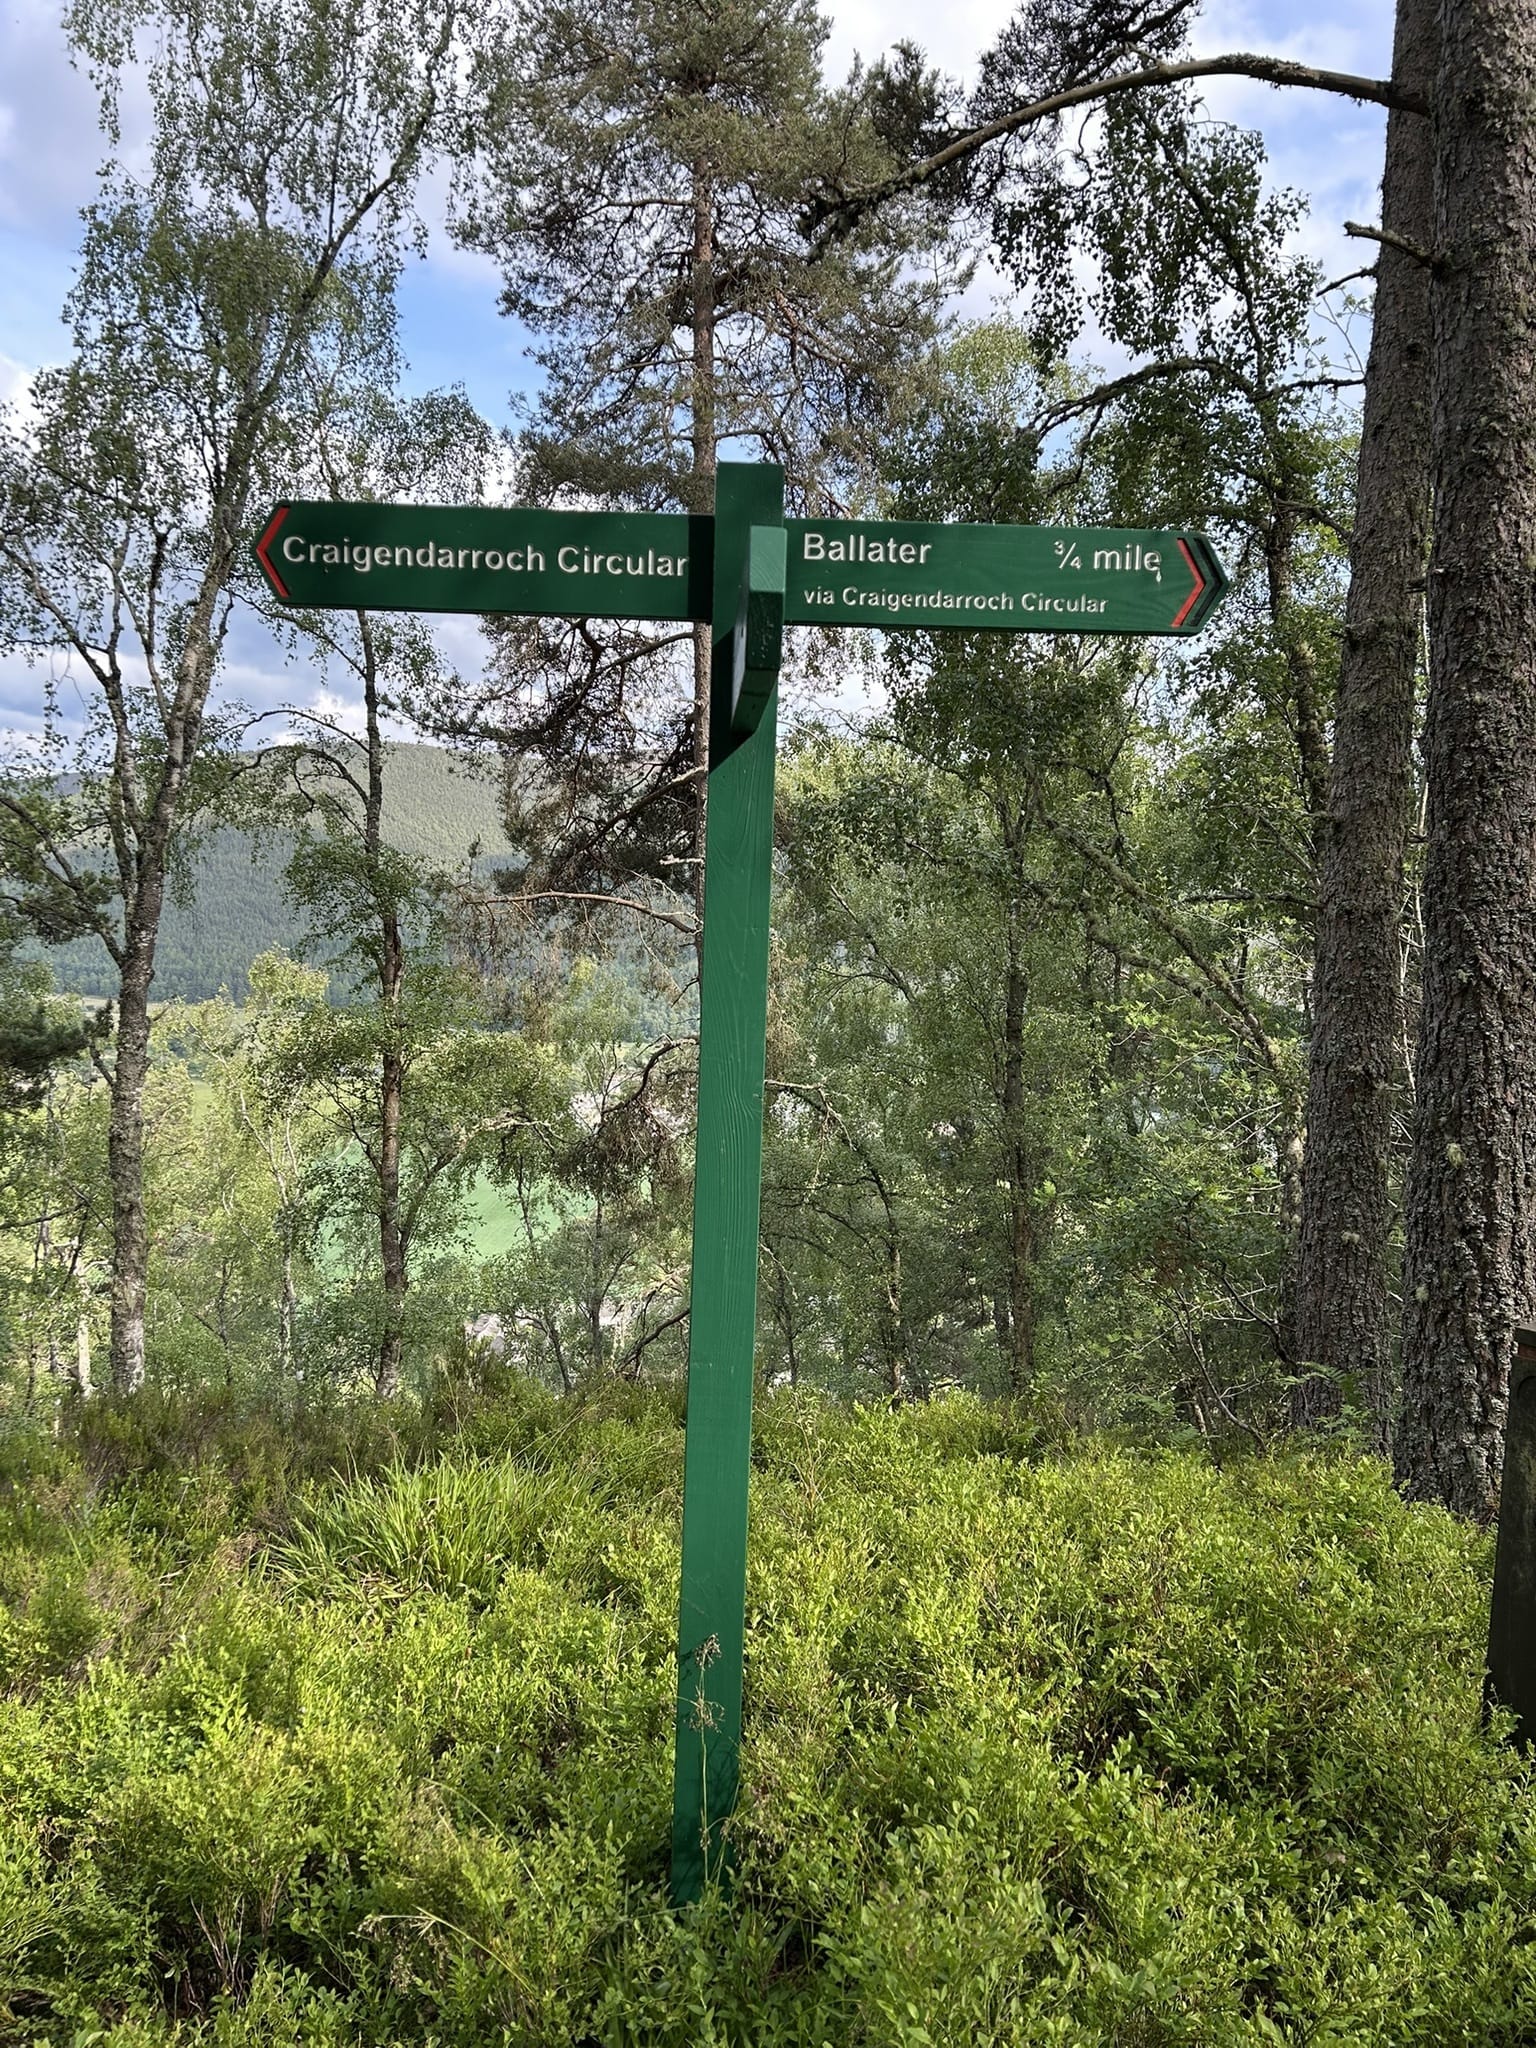 Craigendarroch Circular
Ballater ¾ mile
via Craigendarroch Circular